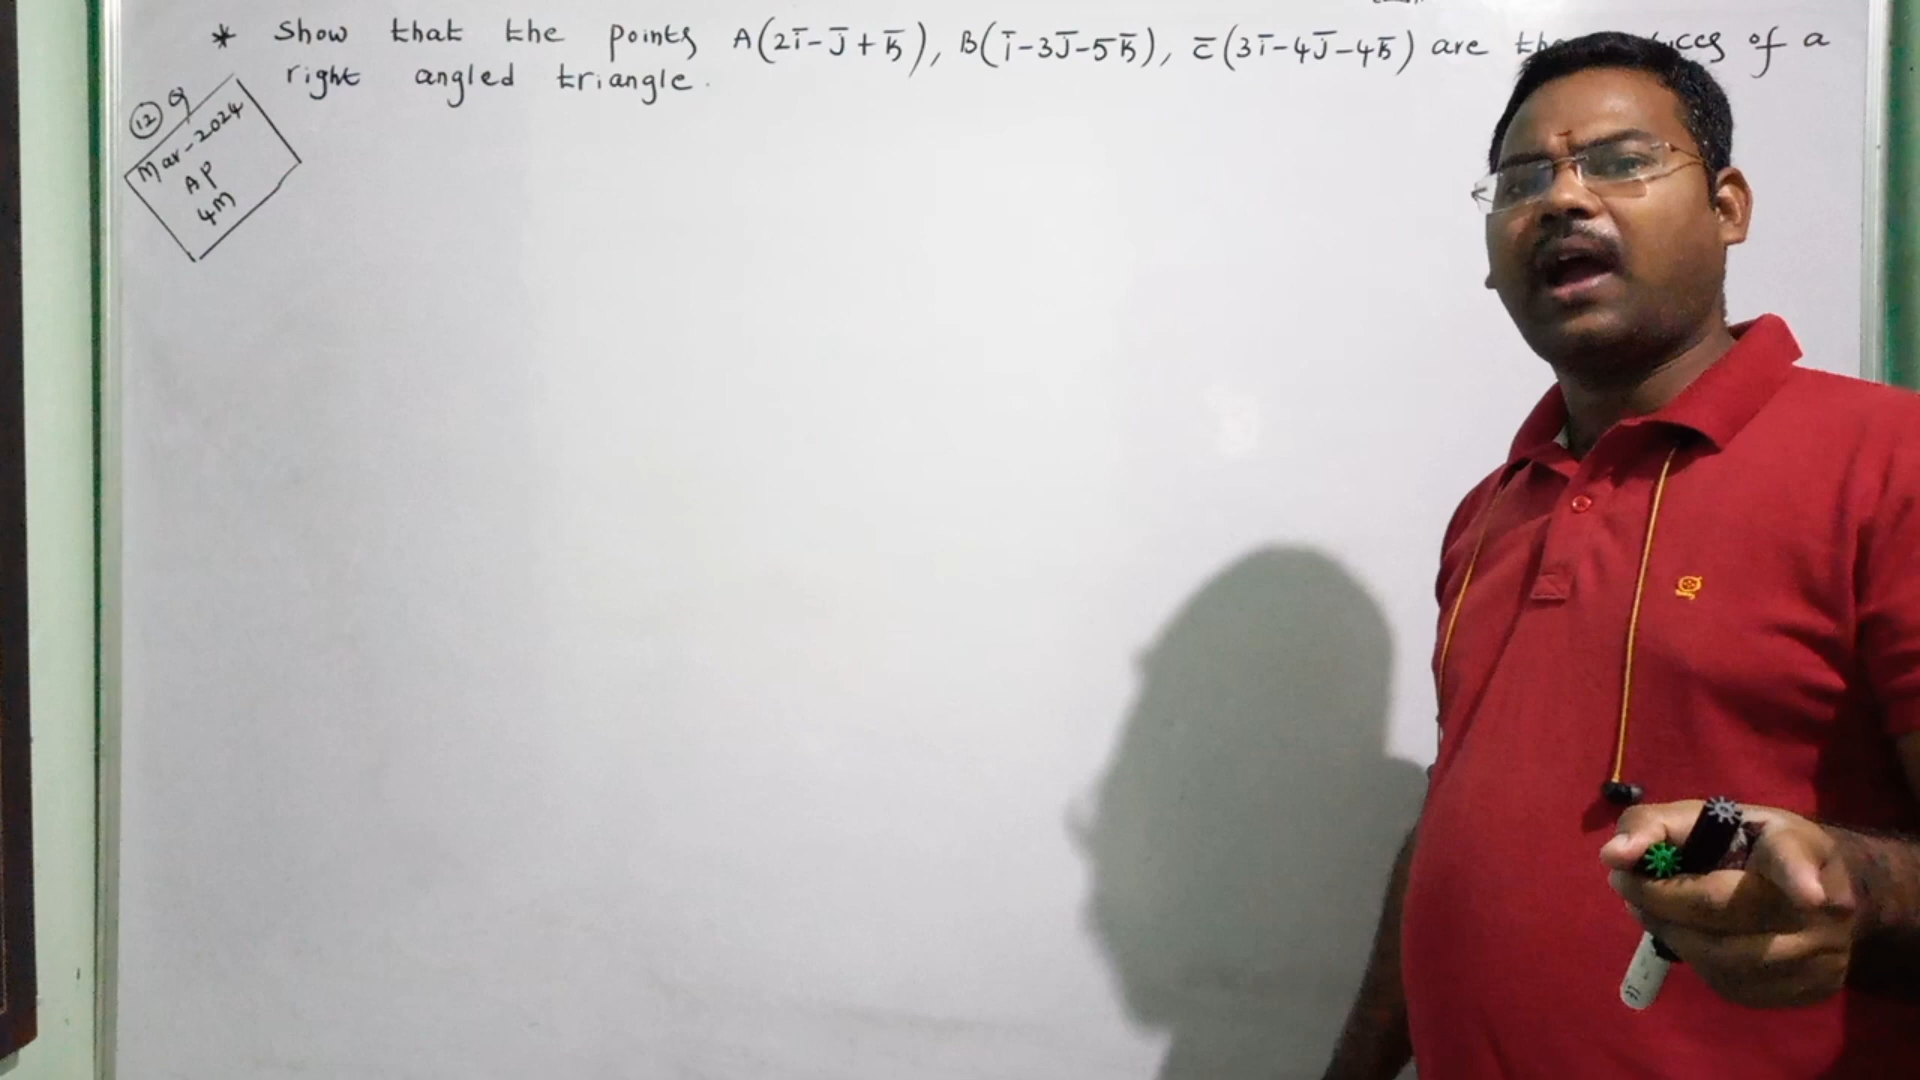 * Show that the points A(2i̅-J̅+k̅), B(i̅-3J̅-5k̅), c̅(3i̅-4J̅-4k̅) are the ices of a
right angled triangle.
12 Q
Mar-2024
AP
4M